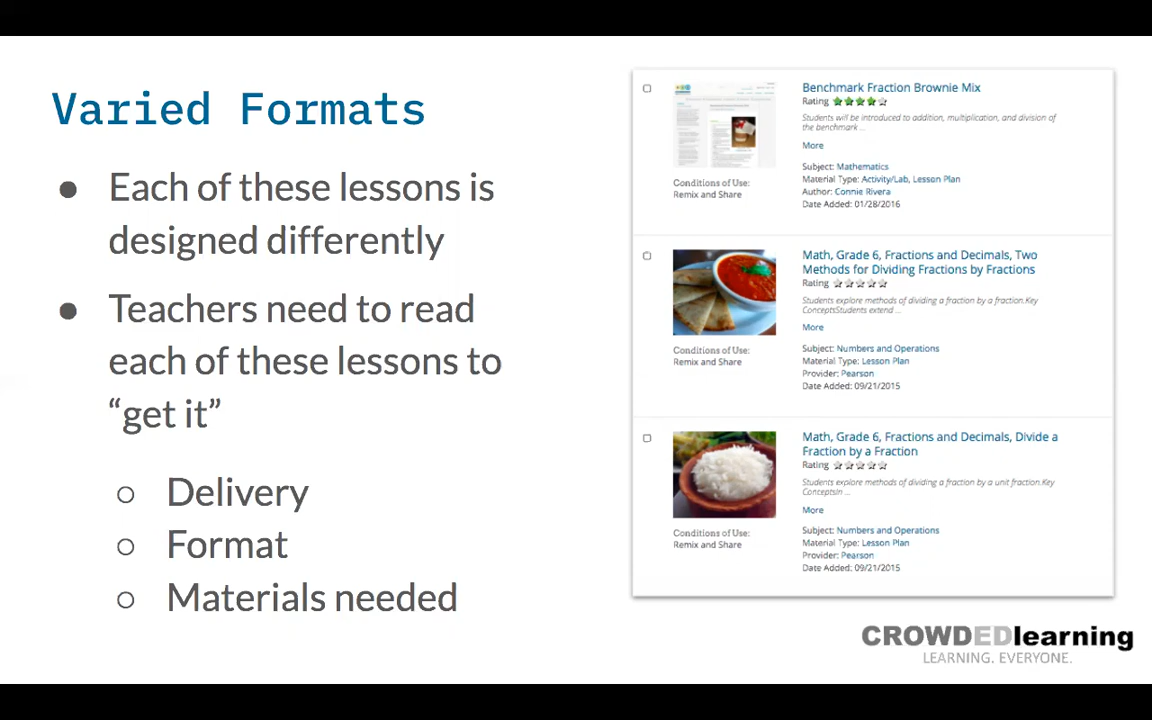 Varied Formats
● Each of these lessons is
designed differently
● Teachers need to read
each of these lessons to
“get it”
○ Delivery
○ Format
○ Materials needed
Benchmark Fraction Brownie Mix
Rating
Students will be introduced to addition, multiplication, and division of
the benchmark ...
More
Conditions of Use:
Remix and Share
Subject: Mathematics
Material Type: Activity/Lab, Lesson Plan
Author: Connie Rivera
Date Added: 01/28/2016
Math, Grade 6, Fractions and Decimals, Two
Methods for Dividing Fractions by Fractions
Rating
Students explore methods of dividing a fraction by a fraction.Key
ConceptsStudents extend ...
More
Conditions of Use:
Remix and Share
Subject: Numbers and Operations
Material Type: Lesson Plan
Provider: Pearson
Date Added: 09/21/2015
Math, Grade 6, Fractions and Decimals, Divide a
Fraction by a Fraction
Rating
Students explore methods of dividing a fraction by a unit fraction.Key
ConceptsIn ...
More
Conditions of Use:
Remix and Share
Subject: Numbers and Operations
Material Type: Lesson Plan
Provider: Pearson
Date Added: 09/21/2015
CROWDEDlearning
LEARNING. EVERYONE.